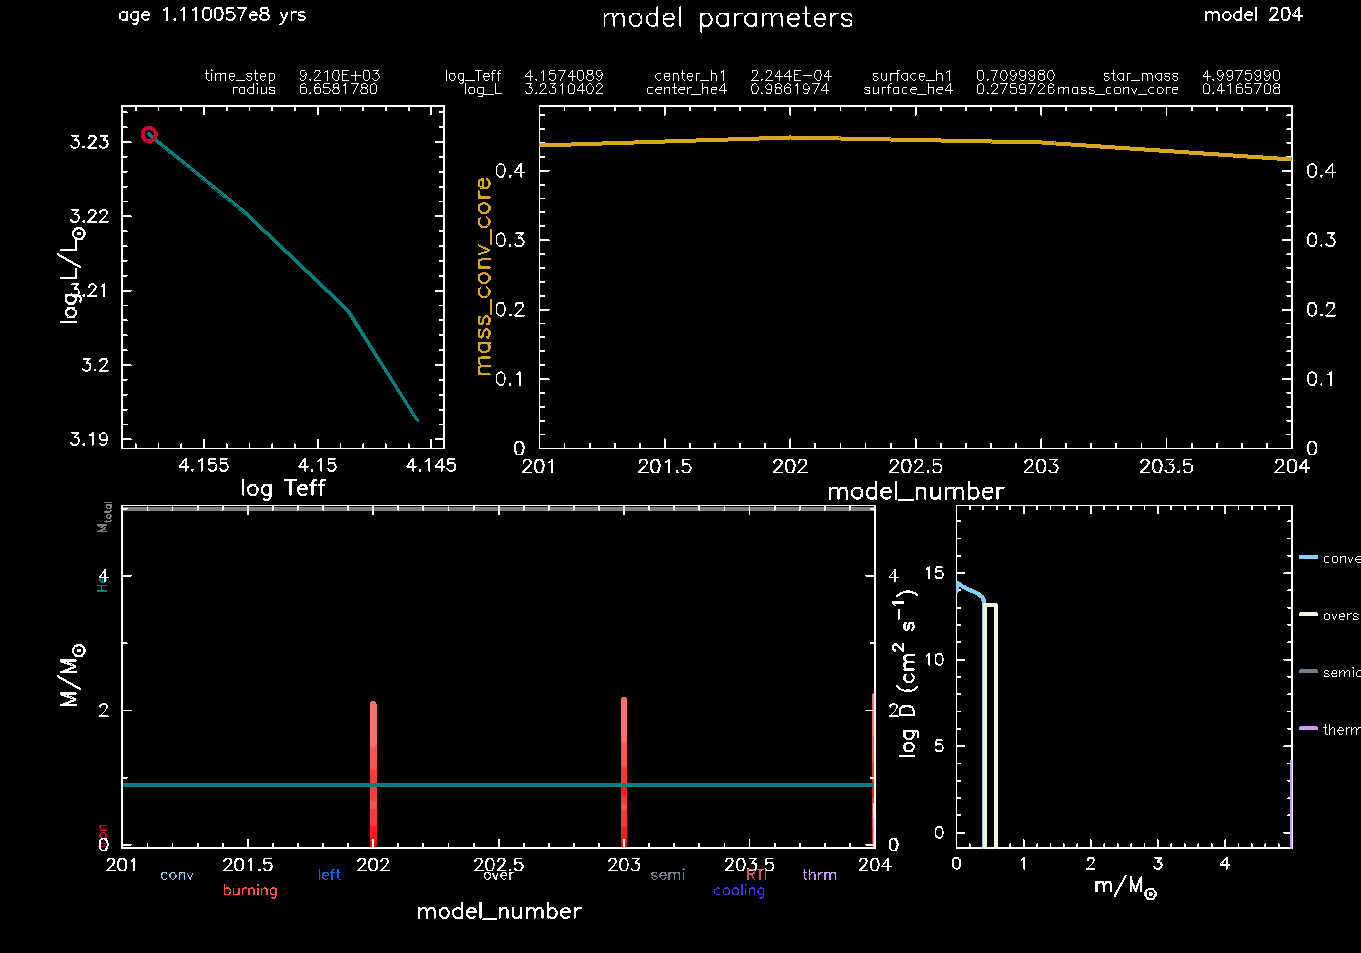 age 1.110057e8 yrs
model parameters
model 204
time_step 9.210E+03 log_Teff 4.1574089 center_h1 2.244E-04 surface_h1 0.7099980 star_mass 4.9975990
radius 6.6581780 log_L 3.2310402 center_he4 0.9861974 surface_he4 0.2759726 mass_conv_core 0.4165708
3.23
3.22
3.21
3.2
3.19
log L/L⊙
4.155 4.15 4.145
log Teff
mass_conv_core
0.4
0.3
0.2
0.1
0
0.4
0.3
0.2
0.1
0
201 201.5 202 202.5 203 203.5 204
model_number
Mtotal
He
4
2
0
M/M⊙
4
2
0
201 201.5 202 202.5 203 203.5 204
conv left over semi RTI thrm
burning cooling
model_number
log D (cm² s⁻¹)
15
10
5
0
0 1 2 3 4
m/M⊙
conve
overs
semic
therm